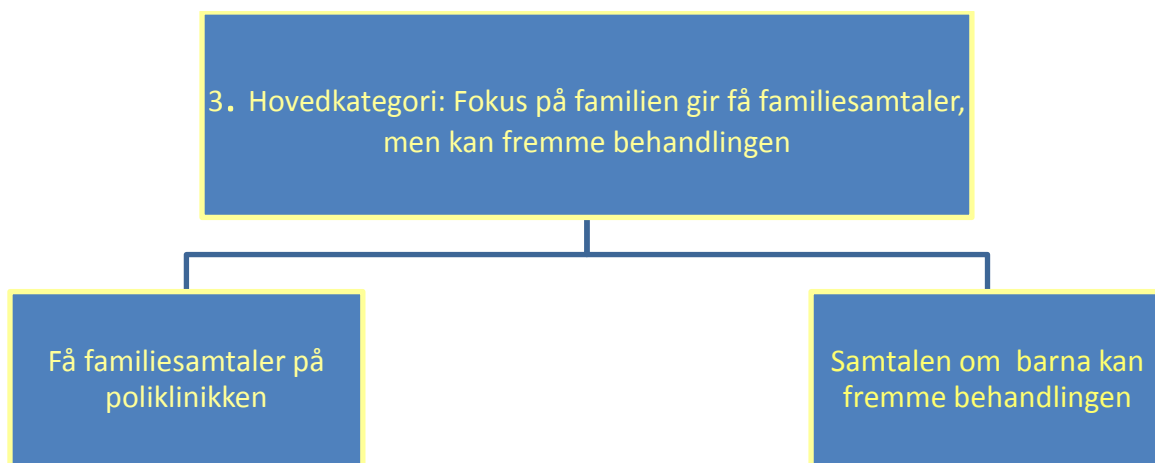 3. Hovedkategori: Fokus på familien gir få familiesamtaler,
men kan fremme behandlingen
Få familiesamtaler på
poliklinikken
Samtalen om  barna kan
fremme behandlingen